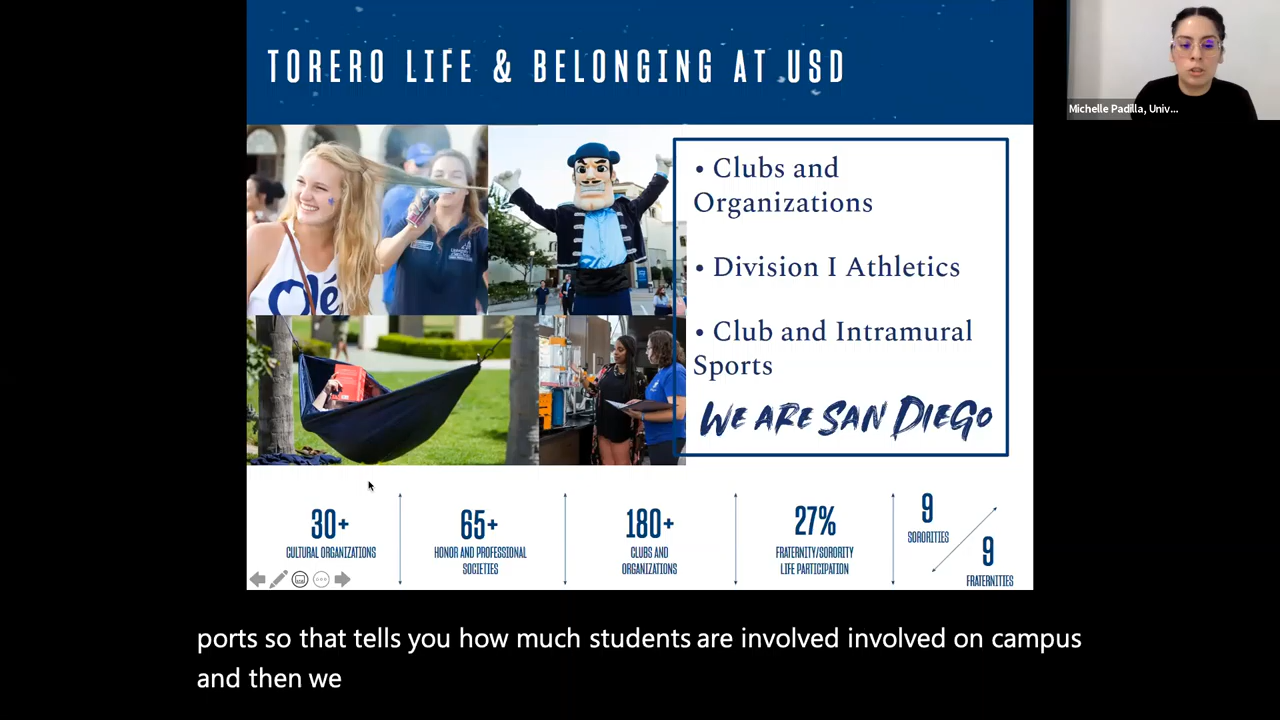 TORERO LIFE & BELONGING AT USD
Michelle Padilla, Univ...
Olé
• Clubs and
Organizations
• Division I Athletics
• Club and Intramural
Sports
WE ARE SAN DIEGO
30+
CULTURAL ORGANIZATIONS
65+
HONOR AND PROFESSIONAL
SOCIETIES
180+
CLUBS AND
ORGANIZATIONS
27%
FRATERNITY/SORORITY
LIFE PARTICIPATION
9
SORORITIES
9
FRATERNITIES
ports so that tells you how much students are involved involved on campus
and then we